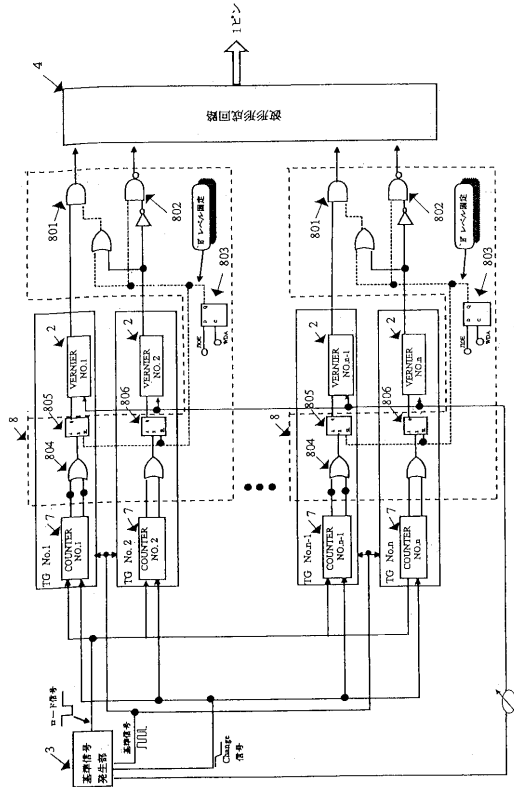 3
基準信号
発生部
ロード信号
基準信号
Change
信号
TG No.1
COUNTER
NO.1
7
804
8
805
VERNIER
NO.1
2
801
TG No.2
COUNTER
NO.2
7
806
VERNIER
NO.2
2
802
"H"レベル固定
803
D
Q
C
4
波形成形回路
1ピン
TG No.n-1
COUNTER
NO.n-1
7
804
8
805
VERNIER
NO.n-1
2
801
TG No.n
COUNTER
NO.n
7
806
VERNIER
NO.n
2
802
レベル固定
803
D
Q
C